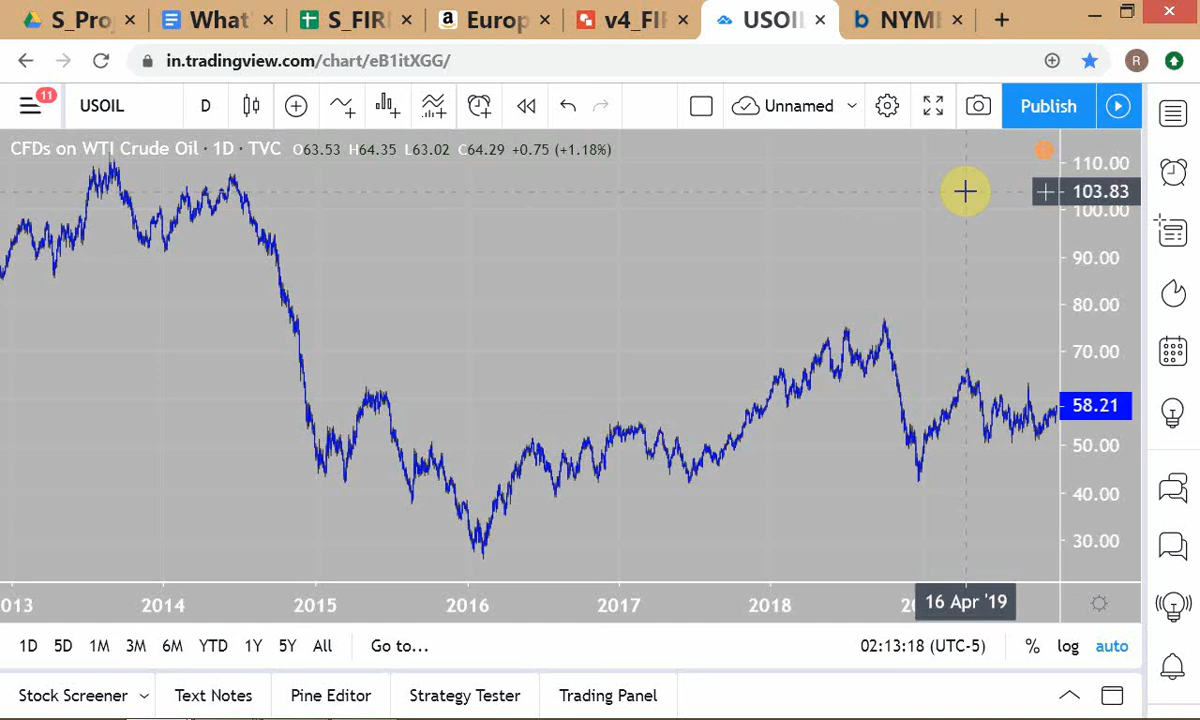 S_Proj What' S_FIRE Europ v4_FIF USOIL NYME
in.tradingview.com/chart/eB1itXGG/ R
11 USOIL D Unnamed Publish
CFDs on WTI Crude Oil · 1D · TVC O63.53 H64.35 L63.02 C64.29 +0.75 (+1.18%)
110.00
103.83
100.00
90.00
80.00
70.00
58.21
50.00
40.00
30.00
013 2014 2015 2016 2017 2018 16 Apr '19
1D 5D 1M 3M 6M YTD 1Y 5Y All Go to... 02:13:18 (UTC-5) % log auto
Stock Screener Text Notes Pine Editor Strategy Tester Trading Panel